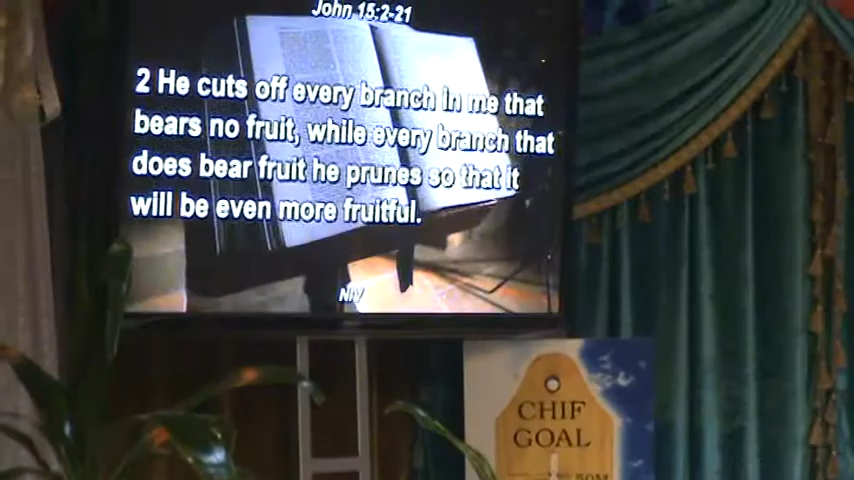 John 15:2-21
2 He cuts off every branch in me that
bears no fruit, while every branch that
does bear fruit he prunes so that it
will be even more fruitful.
NIV
CHIF
GOAL
50M